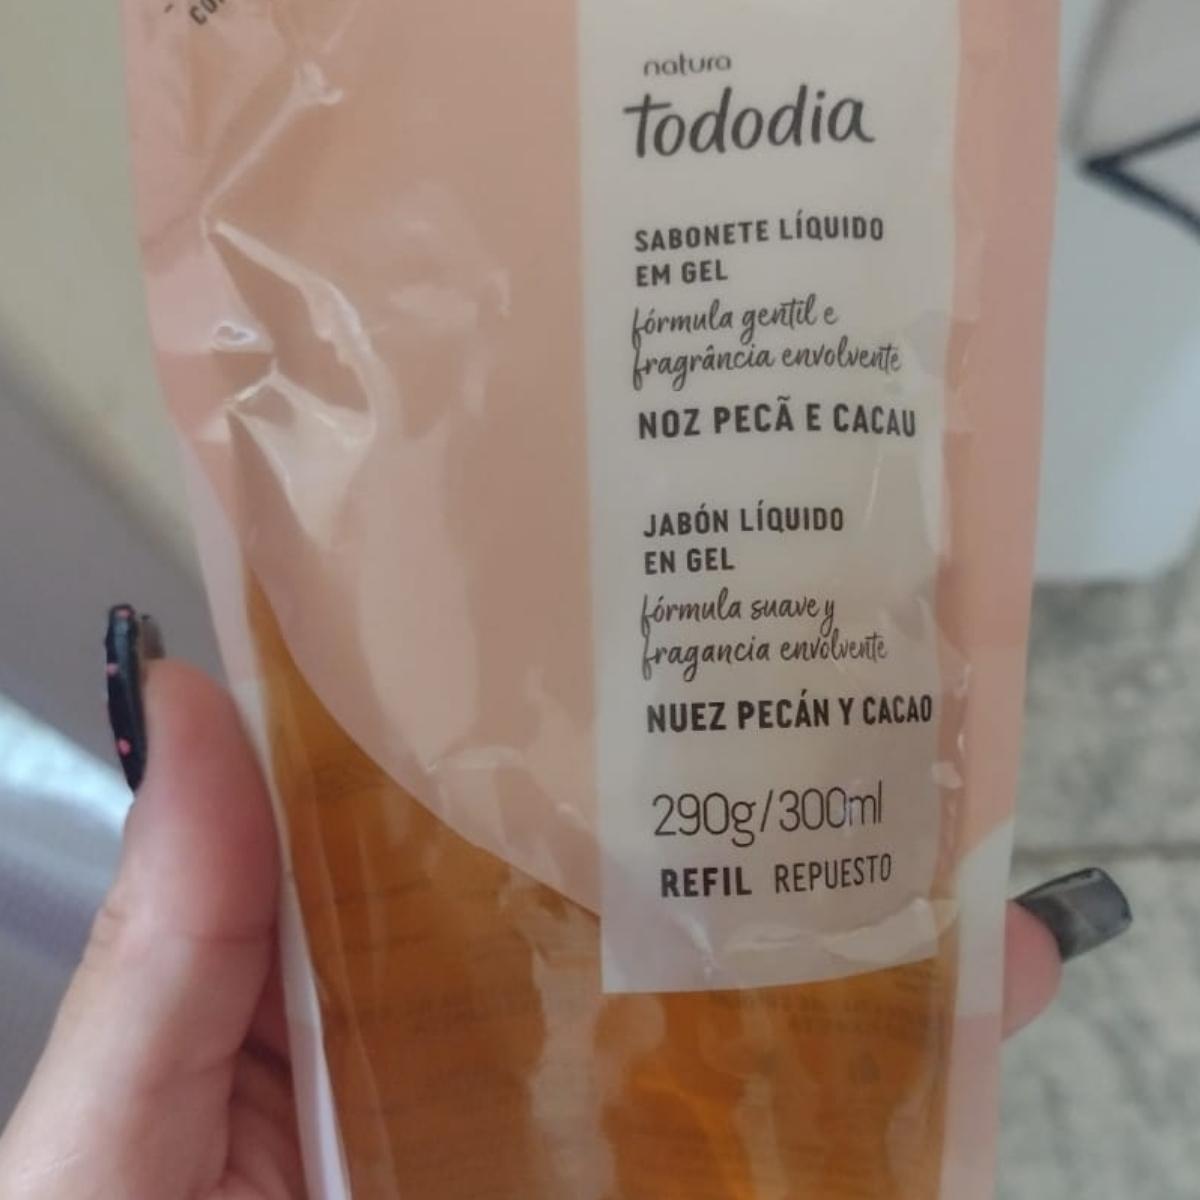 natura
tododia
SABONETE LÍQUIDO
EM GEL
fórmula gentil e
fragrância envolvente
NOZ PECÃ E CACAU
JABÓN LÍQUIDO
EN GEL
fórmula suave y
fragancia envolvente
NUEZ PECÁN Y CACAO
290g/300ml
REFIL REPUESTO